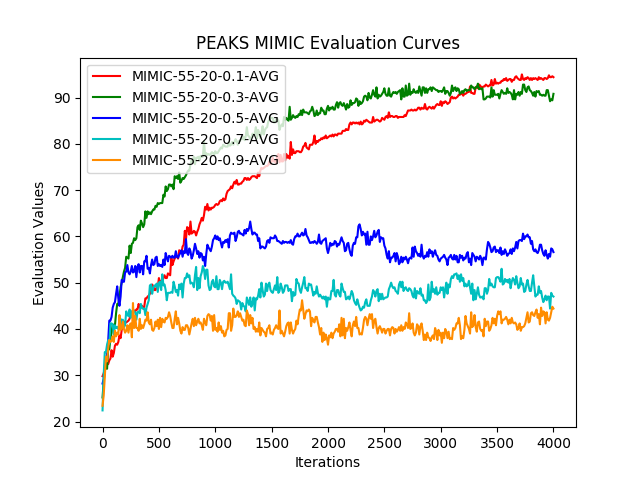 PEAKS MIMIC Evaluation Curves
MIMIC-55-20-0.1-AVG
MIMIC-55-20-0.3-AVG
MIMIC-55-20-0.5-AVG
MIMIC-55-20-0.7-AVG
MIMIC-55-20-0.9-AVG
Evaluation Values
90
80
70
60
50
40
30
20
0 500 1000 1500 2000 2500 3000 3500 4000
Iterations